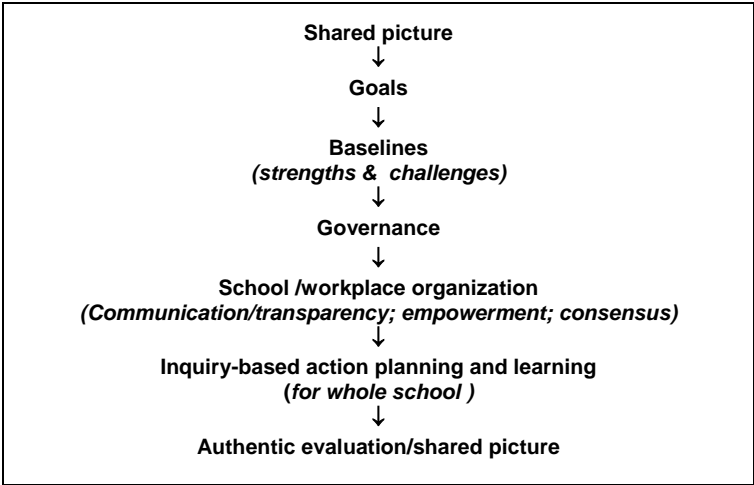 Shared picture
↓
Goals
↓
Baselines
(strengths & challenges)
↓
Governance
↓
School /workplace organization
(Communication/transparency; empowerment; consensus)
↓
Inquiry-based action planning and learning
(for whole school )
↓
Authentic evaluation/shared picture